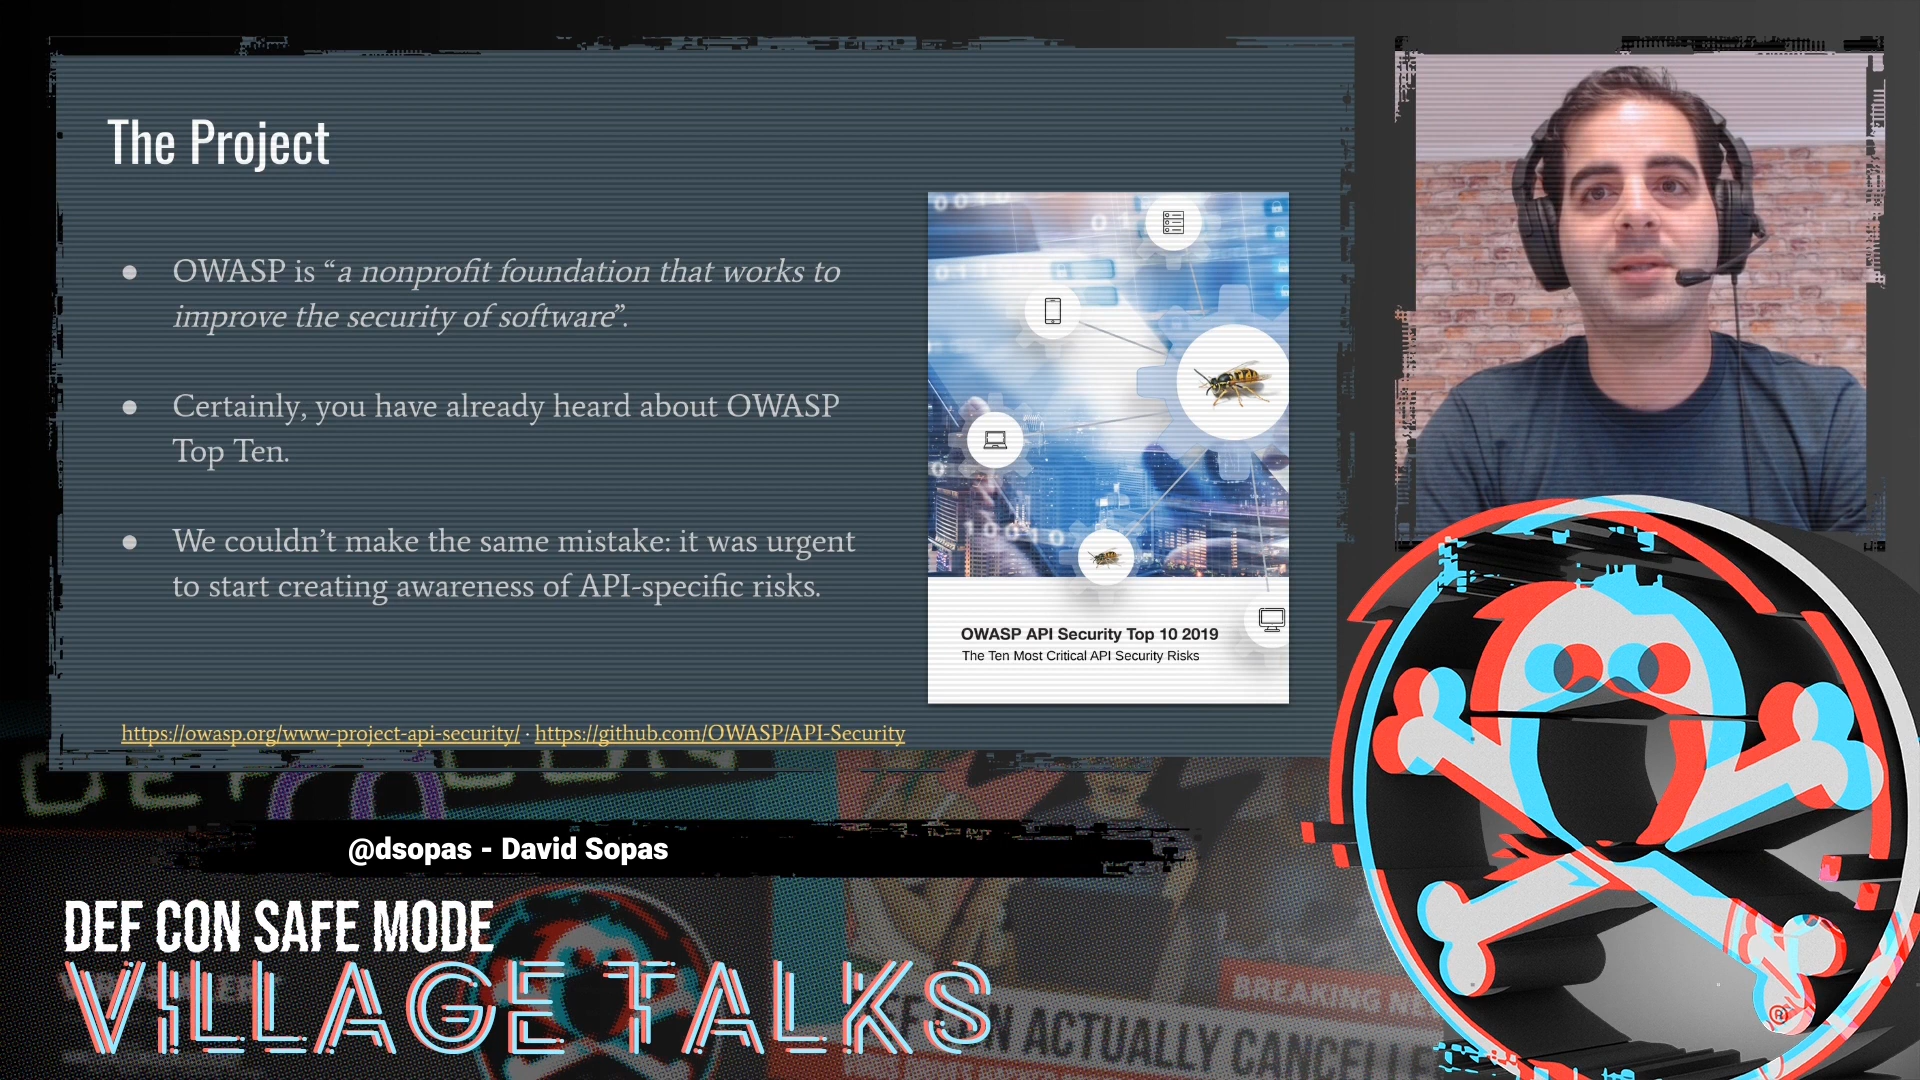 The Project
● OWASP is “a nonprofit foundation that works to
improve the security of software”.
● Certainly, you have already heard about OWASP
Top Ten.
● We couldn’t make the same mistake: it was urgent
to start creating awareness of API-specific risks.
OWASP API Security Top 10 2019
The Ten Most Critical API Security Risks
https://owasp.org/www-project-api-security/ · https://github.com/OWASP/API-Security
@dsopas - David Sopas
DEF CON SAFE MODE
VILLAGE TALKS
BREAKING NE
ACTUALLY CANCELLE
®